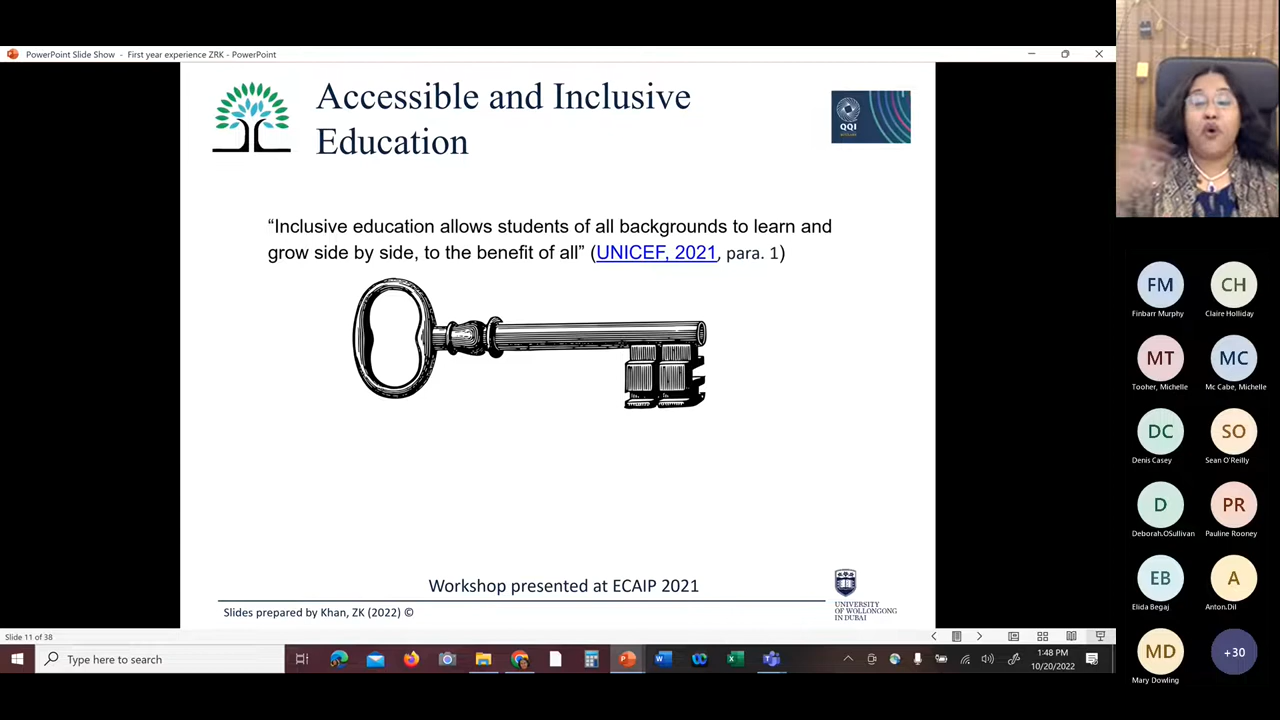 PowerPoint Slide Show - First year experience ZRK - PowerPoint
Accessible and Inclusive
Education
QQI
“Inclusive education allows students of all backgrounds to learn and
grow side by side, to the benefit of all” (UNICEF, 2021, para. 1)
Workshop presented at ECAIP 2021
Slides prepared by Khan, ZK (2022) ©
UNIVERSITY
OF WOLLONGONG
IN DUBAI
Slide 11 of 38
Type here to search
1:48 PM
10/20/2022
FM
Finbarr Murphy
CH
Claire Holliday
MT
Tooher, Michelle
MC
Mc Cabe, Michelle
DC
Denis Casey
SO
Sean O'Reilly
D
Deborah.OSullivan
PR
Pauline Rooney
EB
Elida Begaj
A
Anton.Dil
MD
Mary Dowling
+30